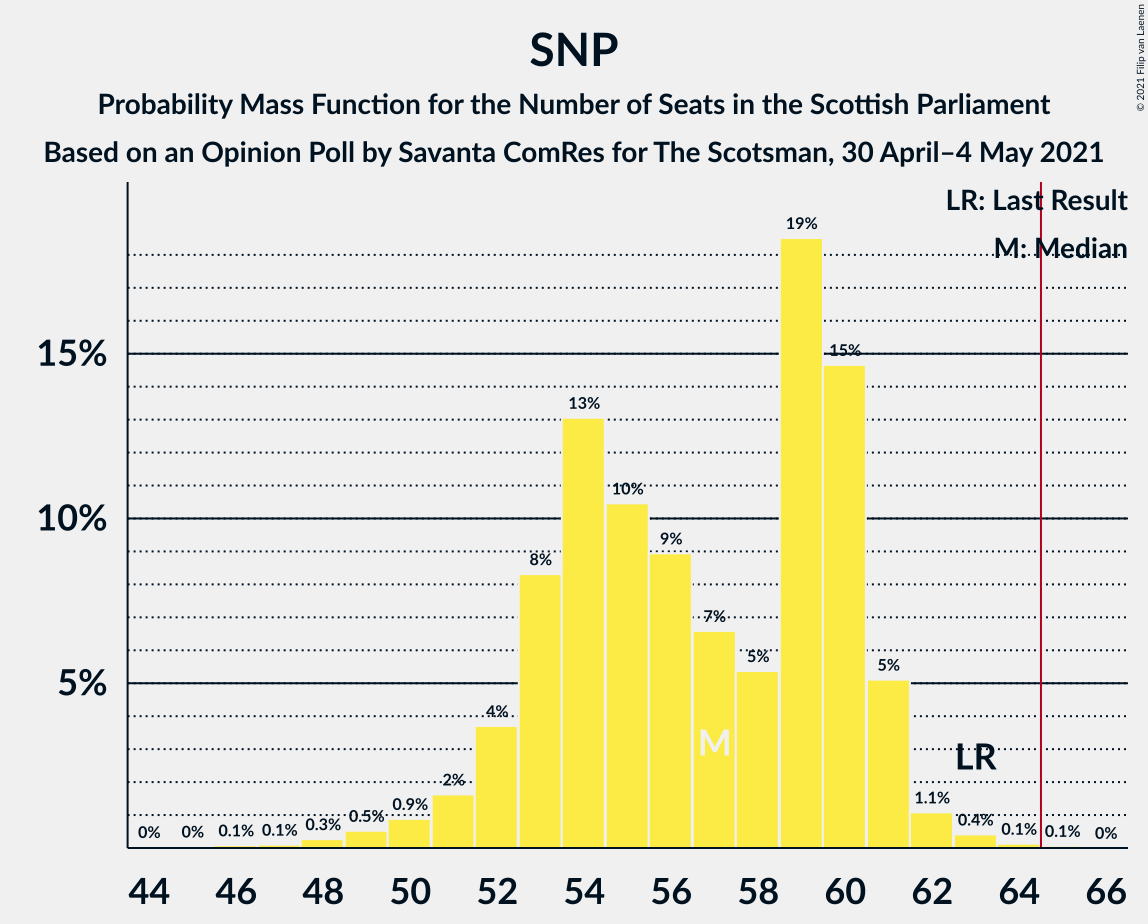 SNP
Probability Mass Function for the Number of Seats in the Scottish Parliament
Based on an Opinion Poll by Savanta ComRes for The Scotsman, 30 April–4 May 2021
© 2021 Filip van Laenen
LR: Last Result
M: Median
15%
10%
5%
0%
0%
0.1%
0.1%
0.3%
0.5%
0.9%
2%
4%
8%
13%
10%
9%
7%
5%
19%
15%
5%
1.1%
0.4%
0.1%
0.1%
0%
M
LR
44 46 48 50 52 54 56 58 60 62 64 66